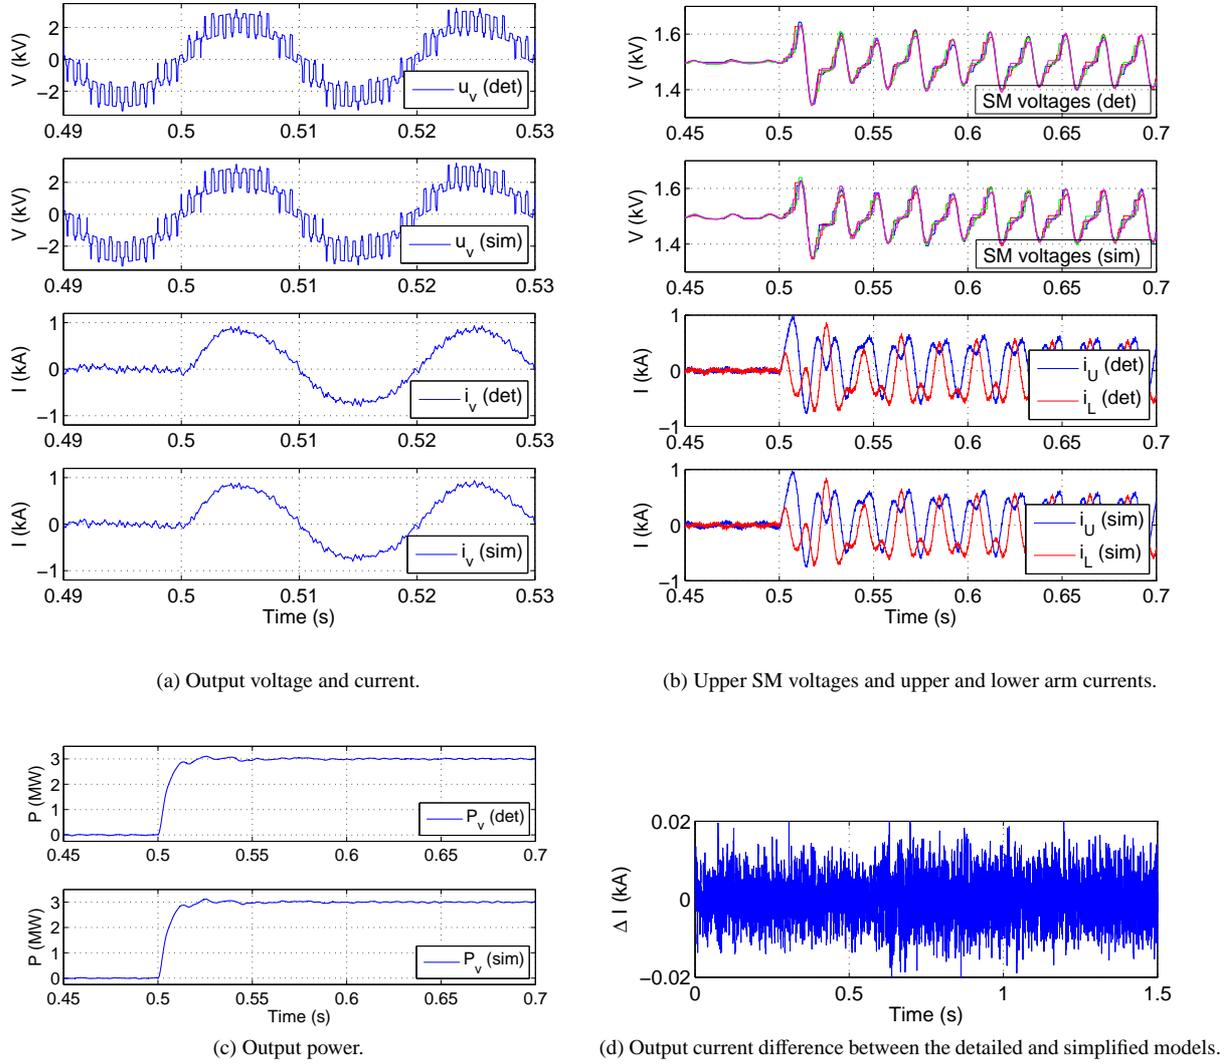 2
0
−2
V (kV)
u_v (det)
0.49 0.5 0.51 0.52 0.53
2
0
−2
V (kV)
u_v (sim)
0.49 0.5 0.51 0.52 0.53
1
0
−1
I (kA)
i_v (det)
0.49 0.5 0.51 0.52 0.53
1
0
−1
I (kA)
i_v (sim)
0.49 0.5 0.51 0.52 0.53
Time (s)
(a) Output voltage and current.
1.6
1.4
V (kV)
SM voltages (det)
0.45 0.5 0.55 0.6 0.65 0.7
1.6
1.4
V (kV)
SM voltages (sim)
0.45 0.5 0.55 0.6 0.65 0.7
1
0
−1
I (kA)
i_U (det)
i_L (det)
0.45 0.5 0.55 0.6 0.65 0.7
1
0
−1
I (kA)
i_U (sim)
i_L (sim)
0.45 0.5 0.55 0.6 0.65 0.7
Time (s)
(b) Upper SM voltages and upper and lower arm currents.
3
2
1
0
P (MW)
P_v (det)
0.45 0.5 0.55 0.6 0.65 0.7
3
2
1
0
P (MW)
P_v (sim)
0.45 0.5 0.55 0.6 0.65 0.7
Time (s)
(c) Output power.
0.02
0
−0.02
Δ I (kA)
0 0.5 1 1.5
Time (s)
(d) Output current difference between the detailed and simplified models.